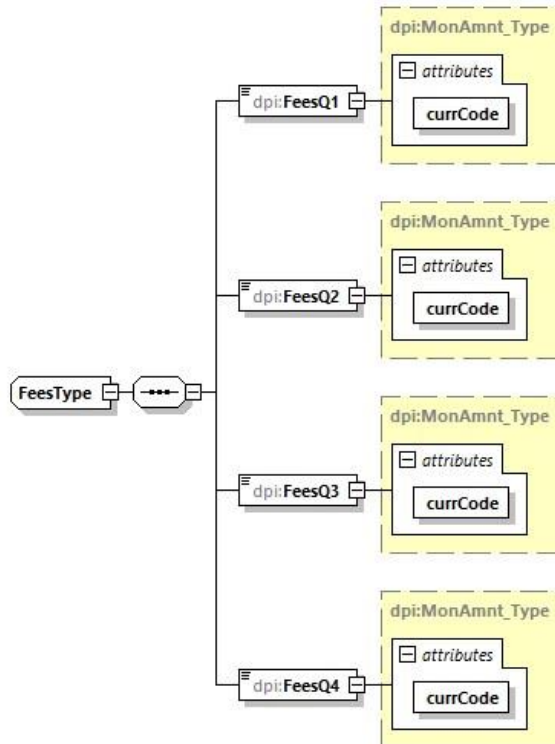 dpi:MonAmnt_Type
attributes
dpi:FeesQ1
currCode
dpi:MonAmnt_Type
attributes
dpi:FeesQ2
currCode
FeesType
dpi:MonAmnt_Type
attributes
dpi:FeesQ3
currCode
dpi:MonAmnt_Type
attributes
dpi:FeesQ4
currCode